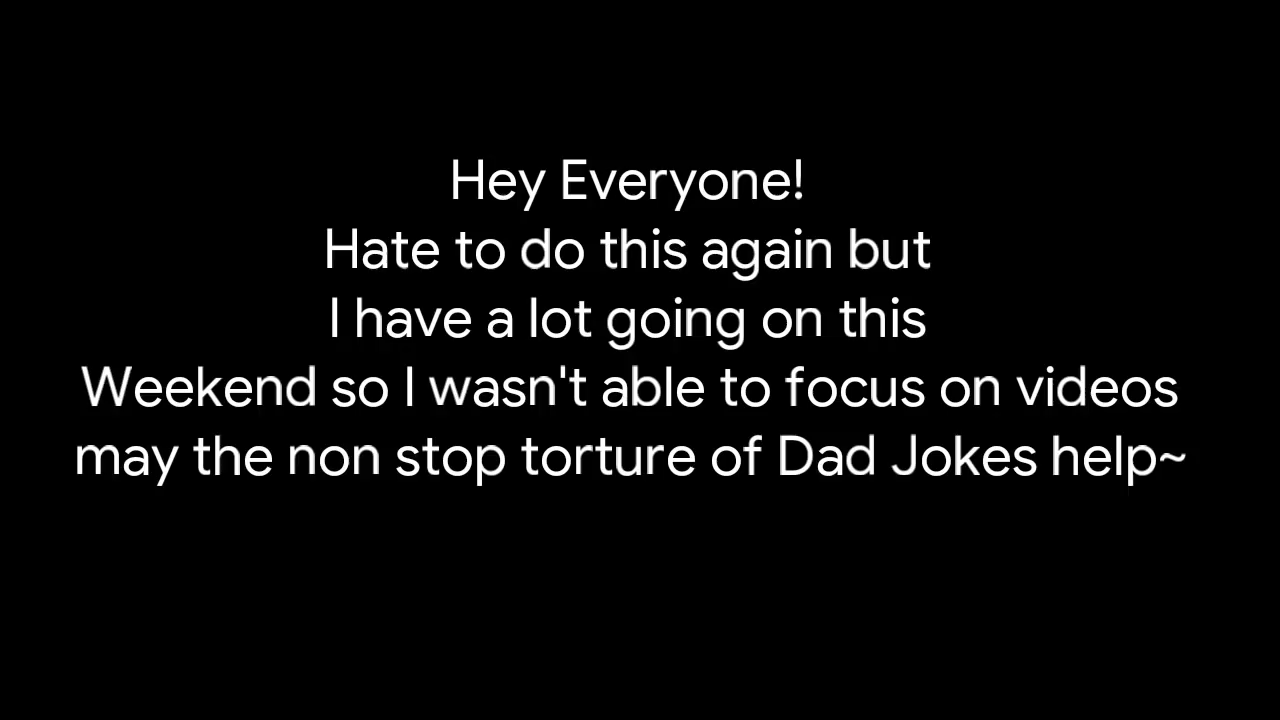 Hey Everyone!
Hate to do this again but
I have a lot going on this
Weekend so I wasn't able to focus on videos
may the non stop torture of Dad Jokes help~